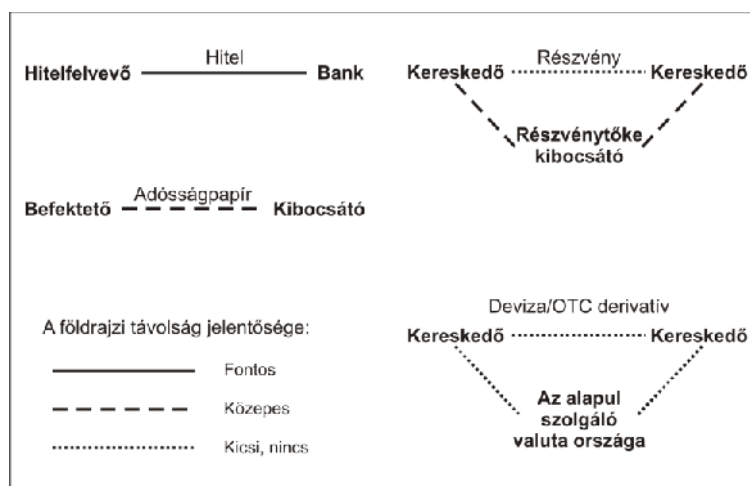 Hitel
Hitelfelvevő Bank
Részvény
Kereskedő Kereskedő
Részvénytőke
kibocsátó
Adósságpapír
Befektető Kibocsátó
A földrajzi távolság jelentősége:
Fontos
Közepes
Kicsi, nincs
Deviza/OTC derivatív
Kereskedő Kereskedő
Az alapul
szolgáló
valuta országa